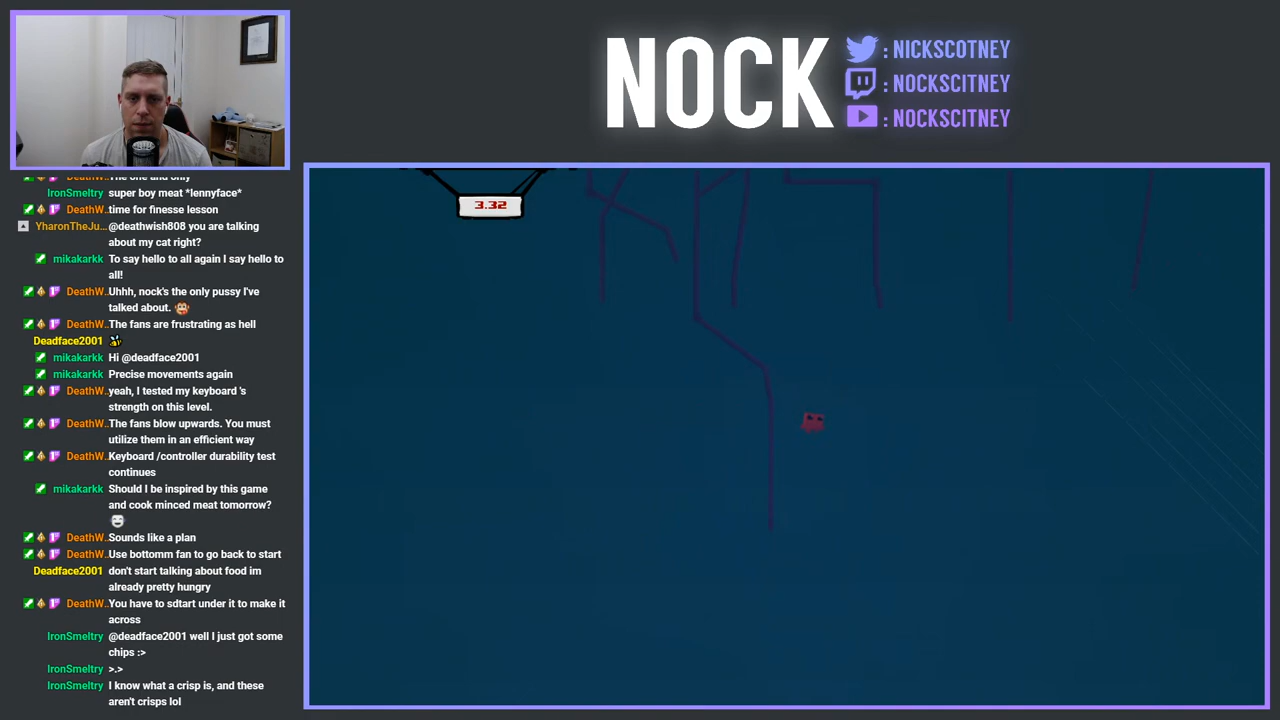 NOCK
: NICKSCOTNEY
: NOCKSCITNEY
: NOCKSCITNEY
3.32
DeathW.. The one and only
IronSmeltry super boy meat *lennyface*
DeathW.. time for finesse lesson
YharonTheJu... @deathwish808 you are talking
about my cat right?
mikakarkk To say hello to all again I say hello to
all!
DeathW.. Uhhh, nock's the only pussy I've
talked about.
DeathW.. The fans are frustrating as hell
Deadface2001
mikakarkk Hi @deadface2001
mikakarkk Precise movements again
DeathW.. yeah, I tested my keyboard 's
strength on this level.
DeathW.. The fans blow upwards. You must
utilize them in an efficient way
DeathW.. Keyboard /controller durability test
continues
mikakarkk Should I be inspired by this game
and cook minced meat tomorrow?
DeathW.. Sounds like a plan
DeathW.. Use bottomm fan to go back to start
Deadface2001 don't start talking about food im
already pretty hungry
DeathW.. You have to sdtart under it to make it
across
IronSmeltry @deadface2001 well I just got some
chips :>
IronSmeltry >.>
IronSmeltry I know what a crisp is, and these
aren't crisps lol